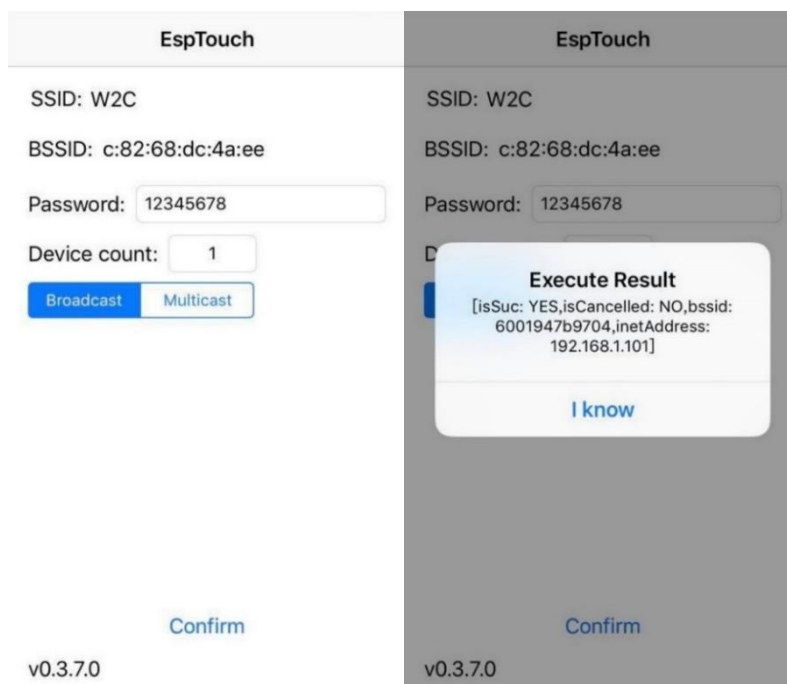 EspTouch
SSID: W2C
BSSID: c:82:68:dc:4a:ee
Password: 12345678
Device count: 1
Broadcast Multicast
Confirm
v0.3.7.0
EspTouch
SSID: W2C
BSSID: c:82:68:dc:4a:ee
Password: 12345678
D
Execute Result
[isSuc: YES,isCancelled: NO,bssid:
6001947b9704,inetAddress:
192.168.1.101]
I know
Confirm
v0.3.7.0